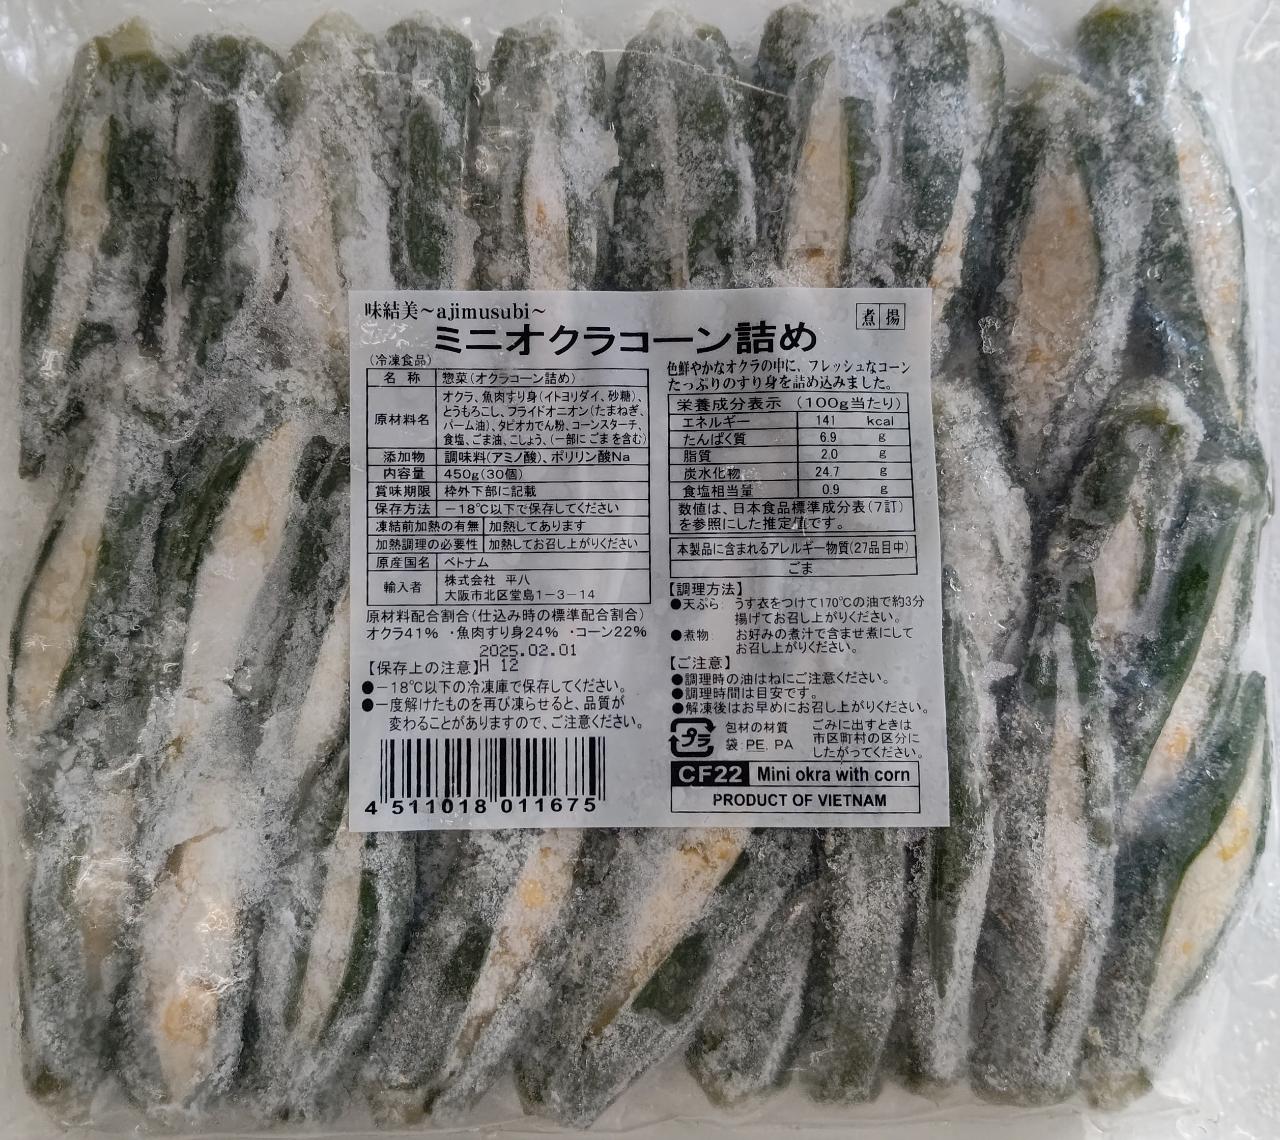 味結美～ajimusubi～
煮 揚
ミニオクラコーン詰め
(冷凍食品)
名 称 惣菜(オクラコーン詰め)
原材料名 オクラ、魚肉すり身(イトヨリダイ、砂糖)、
とうもろこし、フライドオニオン(たまねぎ、
パーム油)、タピオカでん粉、コーンスターチ、
食塩、ごま油、こしょう、(一部に ごま を含む)
添加物 調味料(アミノ酸)、ポリリン酸Na
内容量 450g(30個)
賞味期限 枠外下部に記載
保存方法 －18℃以下で保存してください
凍結前加熱の有無 加熱してあります
加熱調理の必要性 加熱してお召し上がりください
原産国名 ベトナム
輸入者 株式会社 平八
大阪市北区堂島1－3－14
原材料配合割合(仕込み時の標準配合割合)
オクラ41% ・魚肉すり身24% ・コーン22%
2025.02.01
【保存上の注意】H 12
●－18℃以下の冷凍庫で保存してください。
●一度解けたものを再び凍らせると、品質が
変わることがありますので、ご注意ください。
4 511018 011675
色鮮やかなオクラの中に、フレッシュなコーン
たっぷりのすり身を詰め込みました。
栄養成分表示 (100g当たり)
エネルギー 141 kcal
たんぱく質 6.9 g
脂質 2.0 g
炭水化物 24.7 g
食塩相当量 0.9 g
数値は、日本食品標準成分表(7訂)
を参照にした推定値です。
本製品に含まれるアレルギー物質(27品目中)
ごま
【調理方法】
●天ぷら: うす衣をつけて170℃の油で約3分
揚げてお召し上がりください。
●煮物: お好みの煮汁で含ませ煮にして
お召し上がりください。
【ご注意】
●調理時の油はねにご注意ください。
●調理時間は目安です。
●解凍後はお早めにお召し上がりください。
プラ 包材の材質
袋:PE, PA
ごみに出すときは
市区町村の区分に
したがってください。
CF22 Mini okra with corn
PRODUCT OF VIETNAM